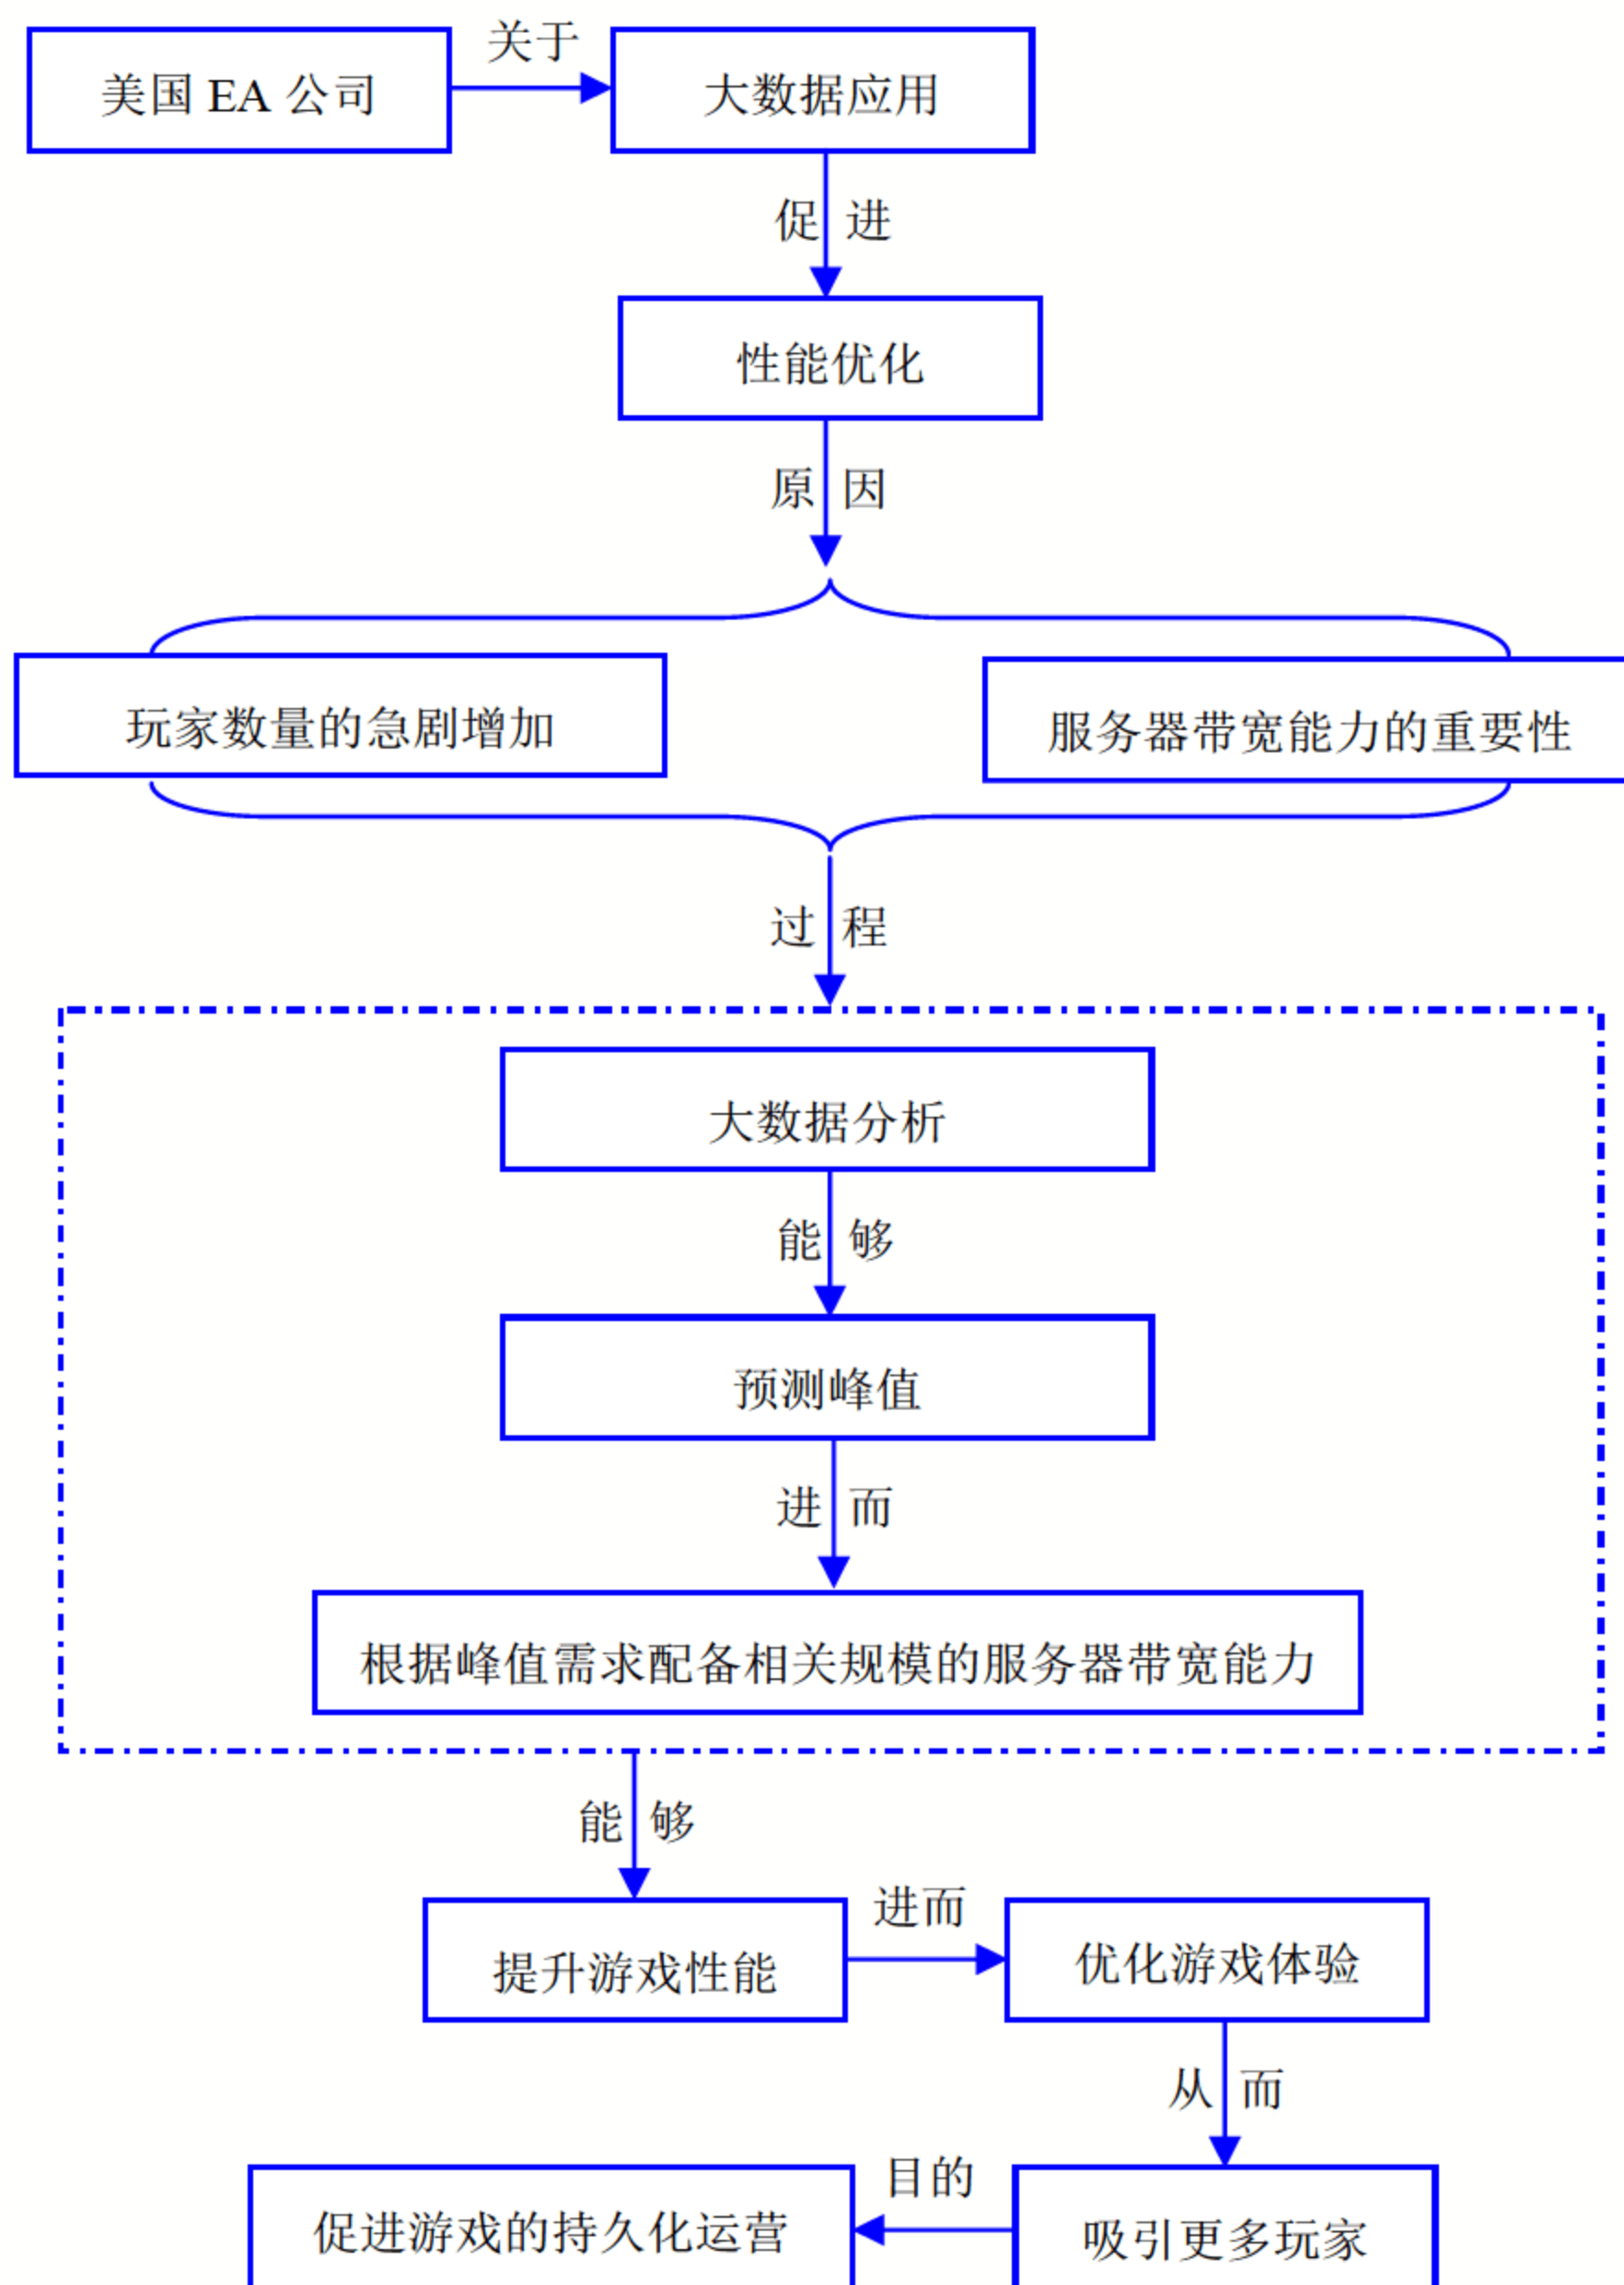 美国 EA 公司
关于
大数据应用
促进
性能优化
原因
玩家数量的急剧增加
服务器带宽能力的重要性
过程
大数据分析
能够
预测峰值
进而
根据峰值需求配备相关规模的服务器带宽能力
能够
提升游戏性能
进而
优化游戏体验
从而
促进游戏的持久化运营
目的
吸引更多玩家